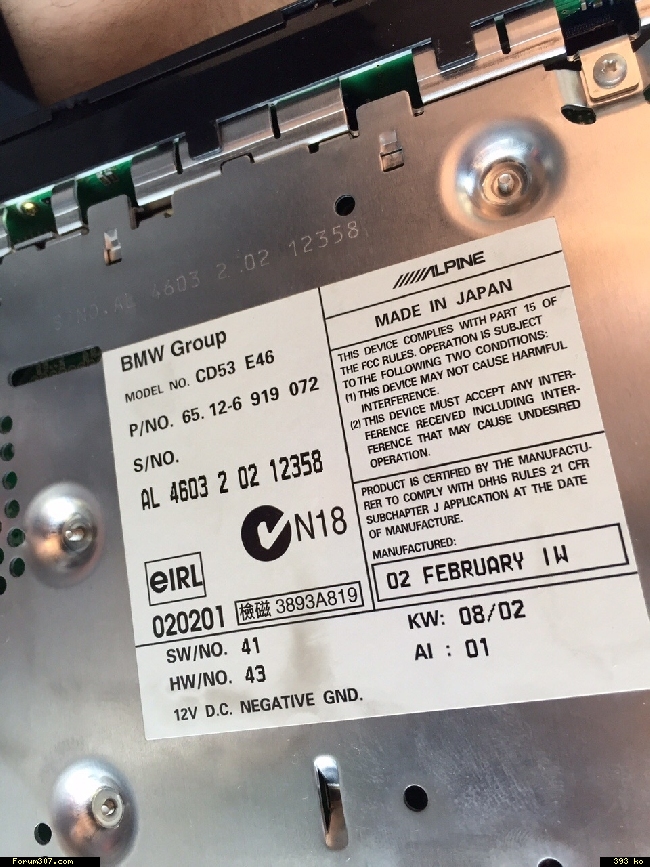 S.NO.AL 4603 2 02 12358
BMW Group
MODEL NO. CD53 E46
P/NO. 65. 12-6 919 072
S/NO.
AL 4603 2 02 12358
N18
eIRL
020201
檢磁 3893A819
ALPINE
MADE IN JAPAN
THIS DEVICE COMPLIES WITH PART 15 OF
THE FCC RULES. OPERATION IS SUBJECT
TO THE FOLLOWING TWO CONDITIONS:
(1) THIS DEVICE MAY NOT CAUSE HARMFUL
INTERFERENCE.
(2) THIS DEVICE MUST ACCEPT ANY INTER-
FERENCE RECEIVED INCLUDING INTER-
FERENCE THAT MAY CAUSE UNDESIRED
OPERATION.
PRODUCT IS CERTIFIED BY THE MANUFACTU-
RER TO COMPLY WITH DHHS RULES 21 CFR
SUBCHAPTER J APPLICATION AT THE DATE
OF MANUFACTURE.
MANUFACTURED:
02 FEBRUARY 1W
SW/NO. 41
HW/NO. 43
12V D.C. NEGATIVE GND.
KW: 08/02
AI : 01
Forum307.com
393 ko